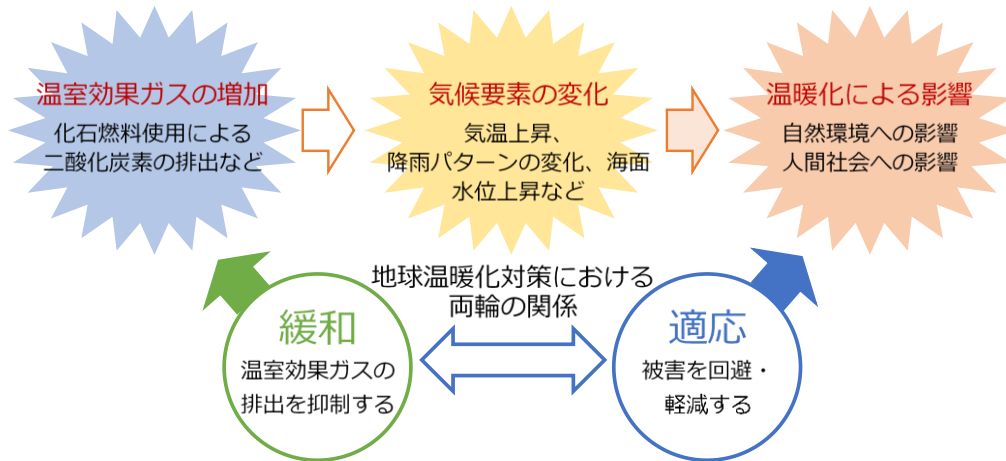 温室効果ガスの増加
化石燃料使用による
二酸化炭素の排出など
気候要素の変化
気温上昇、
降雨パターンの変化、海面
水位上昇など
温暖化による影響
自然環境への影響
人間社会への影響
地球温暖化対策における
両輪の関係
緩和
温室効果ガスの
排出を抑制する
適応
被害を回避・
軽減する